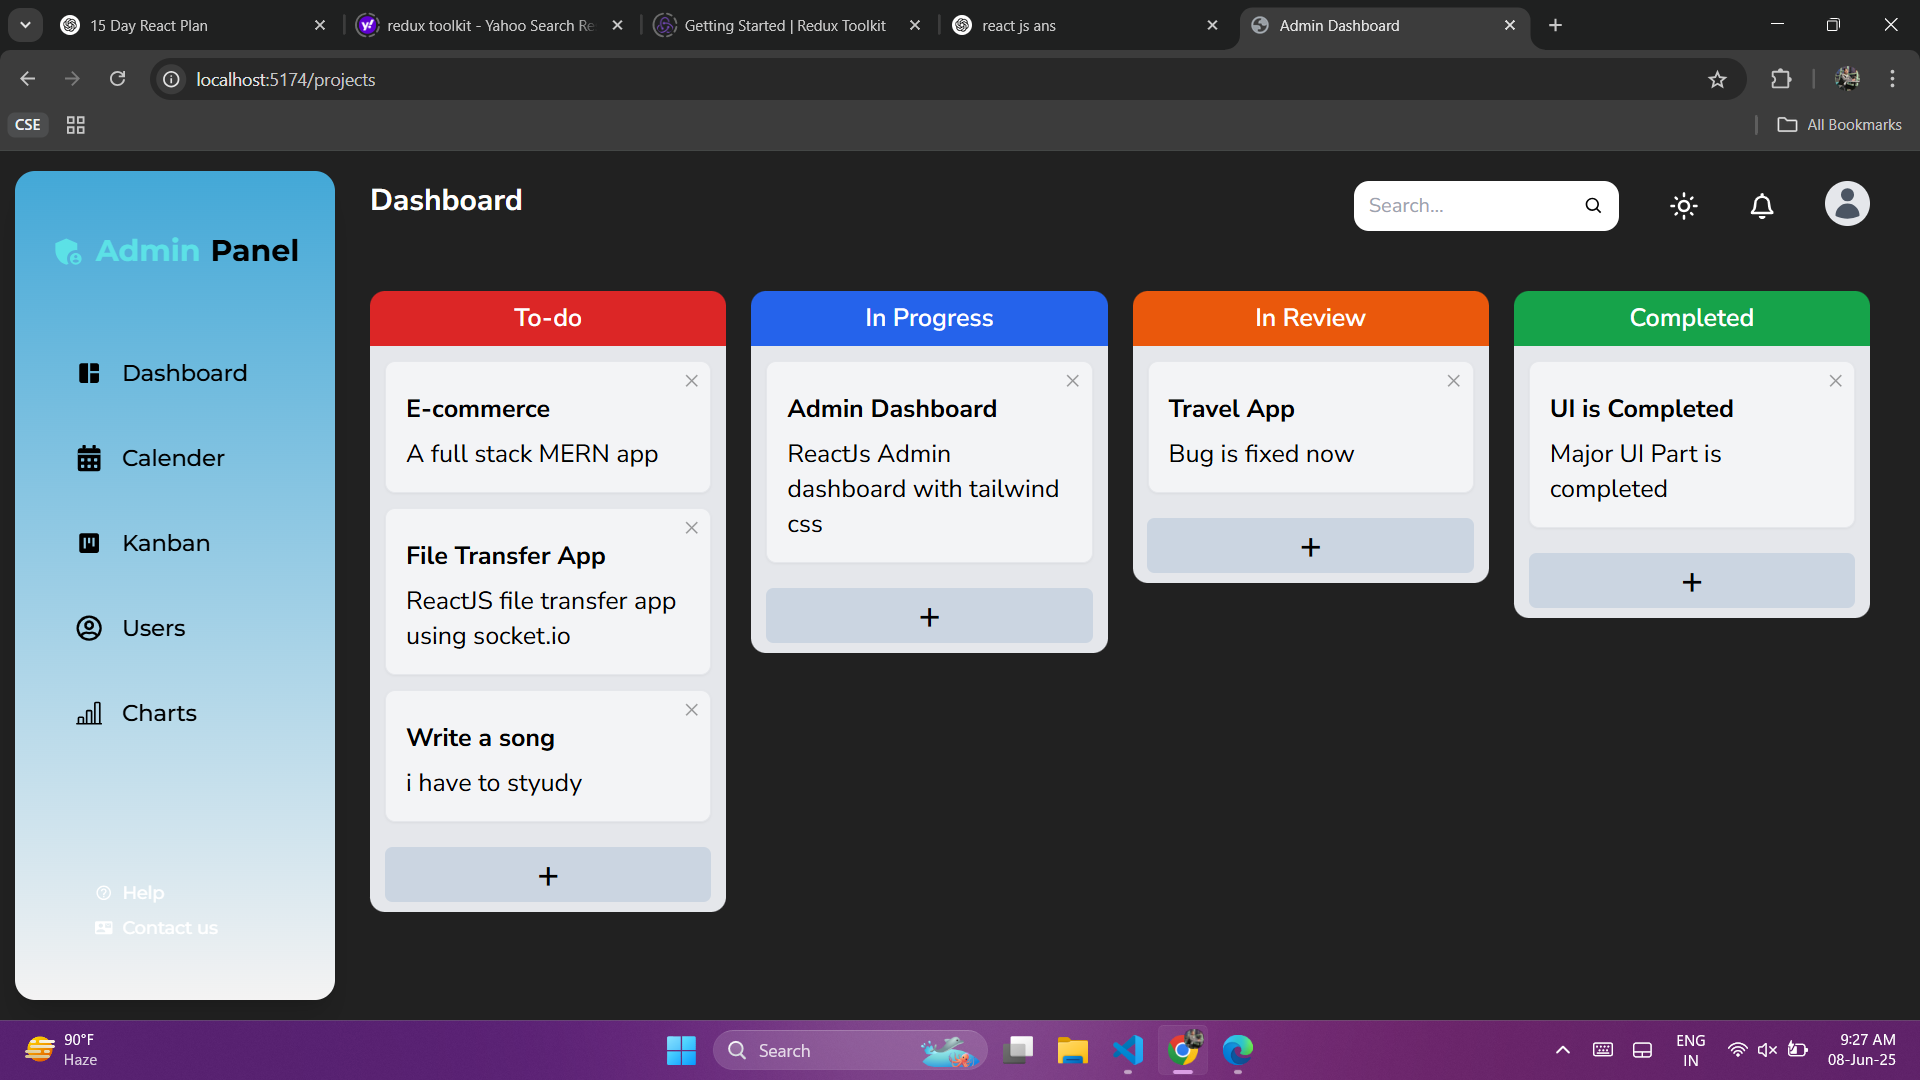 15 Day React Plan
redux toolkit - Yahoo Search Re
Getting Started | Redux Toolkit
react js ans
Admin Dashboard
localhost:5174/projects
CSE
All Bookmarks
Admin Panel
Dashboard
Calender
Kanban
Users
Charts
Help
Contact us
Dashboard
Search...
To-do
E-commerce
A full stack MERN app
File Transfer App
ReactJS file transfer app
using socket.io
Write a song
i have to styudy
+
In Progress
Admin Dashboard
ReactJs Admin
dashboard with tailwind
css
+
In Review
Travel App
Bug is fixed now
+
Completed
UI is Completed
Major UI Part is
completed
+
90°F
Haze
Search
ENG
IN
9:27 AM
08-Jun-25